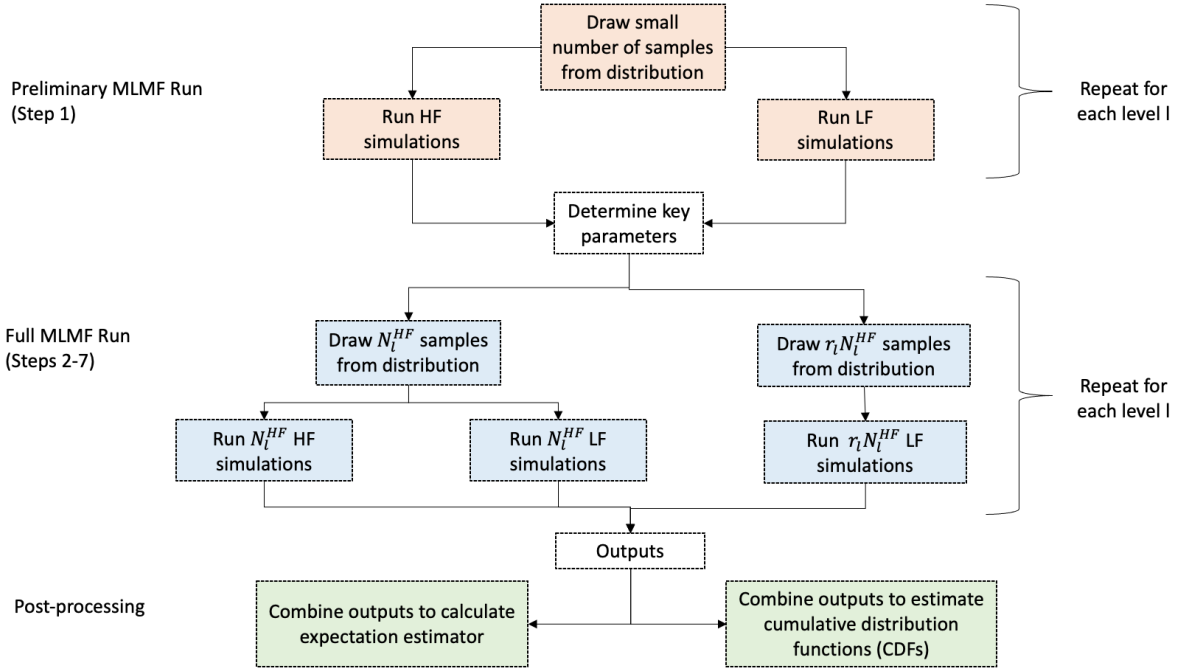 Draw small
number of samples
from distribution
Preliminary MLMF Run
(Step 1)
Run HF
simulations
Run LF
simulations
Repeat for
each level l
Determine key
parameters
Full MLMF Run
(Steps 2-7)
Draw $N_l^{HF}$ samples
from distribution
Draw $r_l N_l^{HF}$ samples
from distribution
Repeat for
each level l
Run $N_l^{HF}$ HF
simulations
Run $N_l^{HF}$ LF
simulations
Run $r_l N_l^{HF}$ LF
simulations
Outputs
Post-processing
Combine outputs to calculate
expectation estimator
Combine outputs to estimate
cumulative distribution
functions (CDFs)